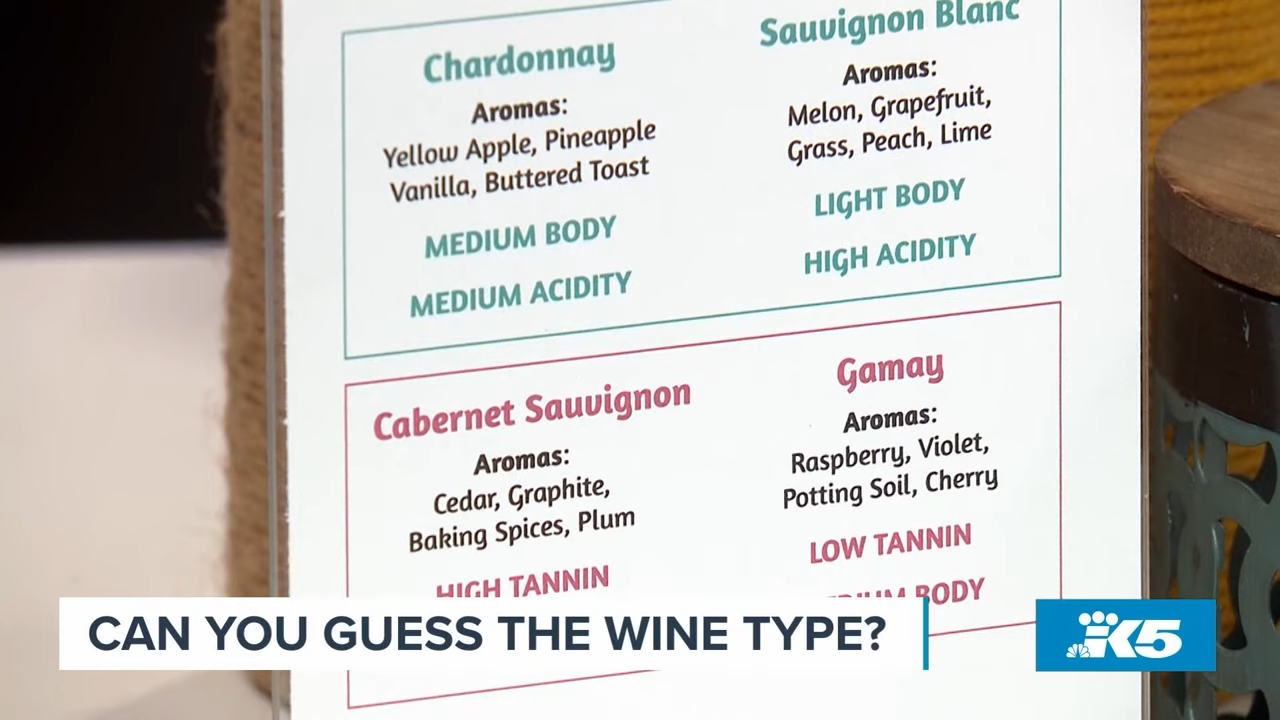 Chardonnay
Aromas:
Yellow Apple, Pineapple
Vanilla, Buttered Toast
MEDIUM BODY
MEDIUM ACIDITY
Sauvignon Blanc
Aromas:
Melon, Grapefruit,
Grass, Peach, Lime
LIGHT BODY
HIGH ACIDITY
Cabernet Sauvignon
Aromas:
Cedar, Graphite,
Baking Spices, Plum
HIGH TANNIN
Gamay
Aromas:
Raspberry, Violet,
Potting Soil, Cherry
LOW TANNIN
BODY
CAN YOU GUESS THE WINE TYPE?
K5